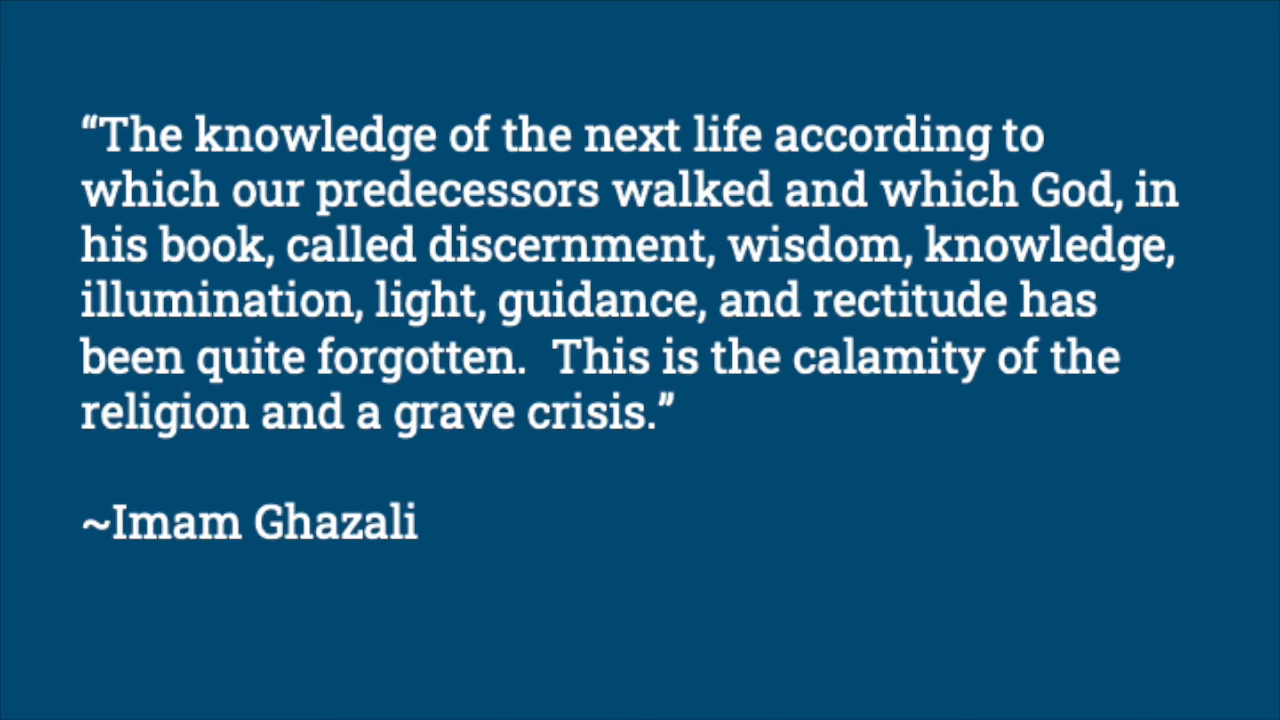 “The knowledge of the next life according to
which our predecessors walked and which God, in
his book, called discernment, wisdom, knowledge,
illumination, light, guidance, and rectitude has
been quite forgotten.  This is the calamity of the
religion and a grave crisis.”
~Imam Ghazali